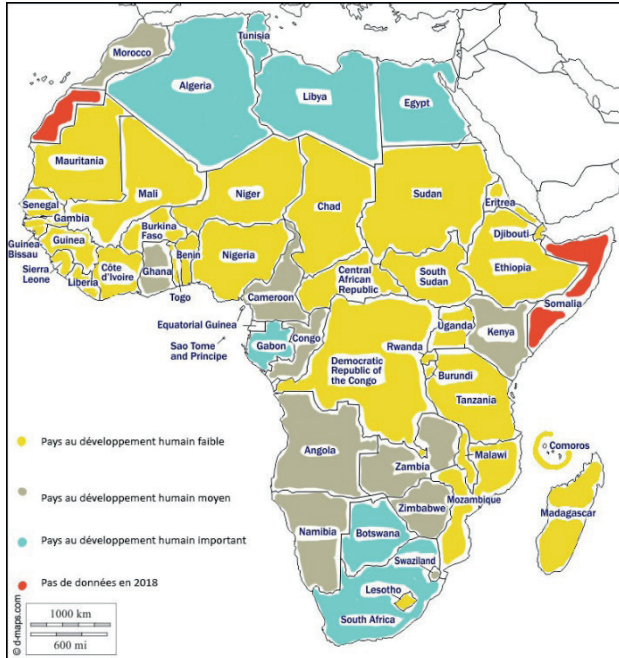 Tunisia
Morocco
Algeria
Libya
Egypt
Mauritania
Mali
Niger
Chad
Sudan
Eritrea
Senegal
Gambia
Guinea
Bissau
Guinea
Sierra
Leone
Liberia
Côte
d'Ivoire
Burkina
Faso
Ghana
Togo
Benin
Nigeria
Djibouti
Ethiopia
Central
African
Republic
South
Sudan
Somalia
Cameroon
Equatorial Guinea
Sao Tome
and Principe
Gabon
Congo
Democratic
Republic of
the Congo
Uganda
Kenya
Rwanda
Burundi
Tanzania
Comoros
Angola
Zambia
Malawi
Mozambique
Zimbabwe
Madagascar
Namibia
Botswana
Swaziland
Lesotho
South Africa
Pays au développement humain faible
Pays au développement humain moyen
Pays au développement humain important
Pas de données en 2018
1000 km
600 mi
© d-maps.com